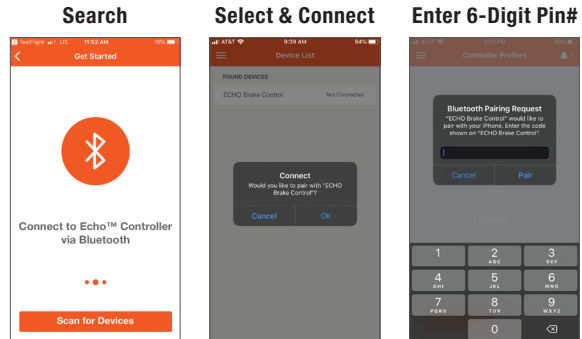 Search
Select & Connect
Enter 6-Digit Pin#
TestFlight LTE 11:52 AM 76%
Get Started
Connect to Echo™ Controller
via Bluetooth
Scan for Devices
AT&T 9:39 AM 84%
Device List
FOUND DEVICES
ECHO Brake Control Not Connected
Connect
Would you like to pair with "ECHO
Brake Control"?
Cancel OK
AT&T
Controller Profiles
Bluetooth Pairing Request
"ECHO Brake Control" would like to
pair with your iPhone. Enter the code
shown on "ECHO Brake Control".
Cancel Pair
1 2 3
ABC DEF
4 5 6
GHI JKL MNO
7 8 9
PQRS TUV WXYZ
0